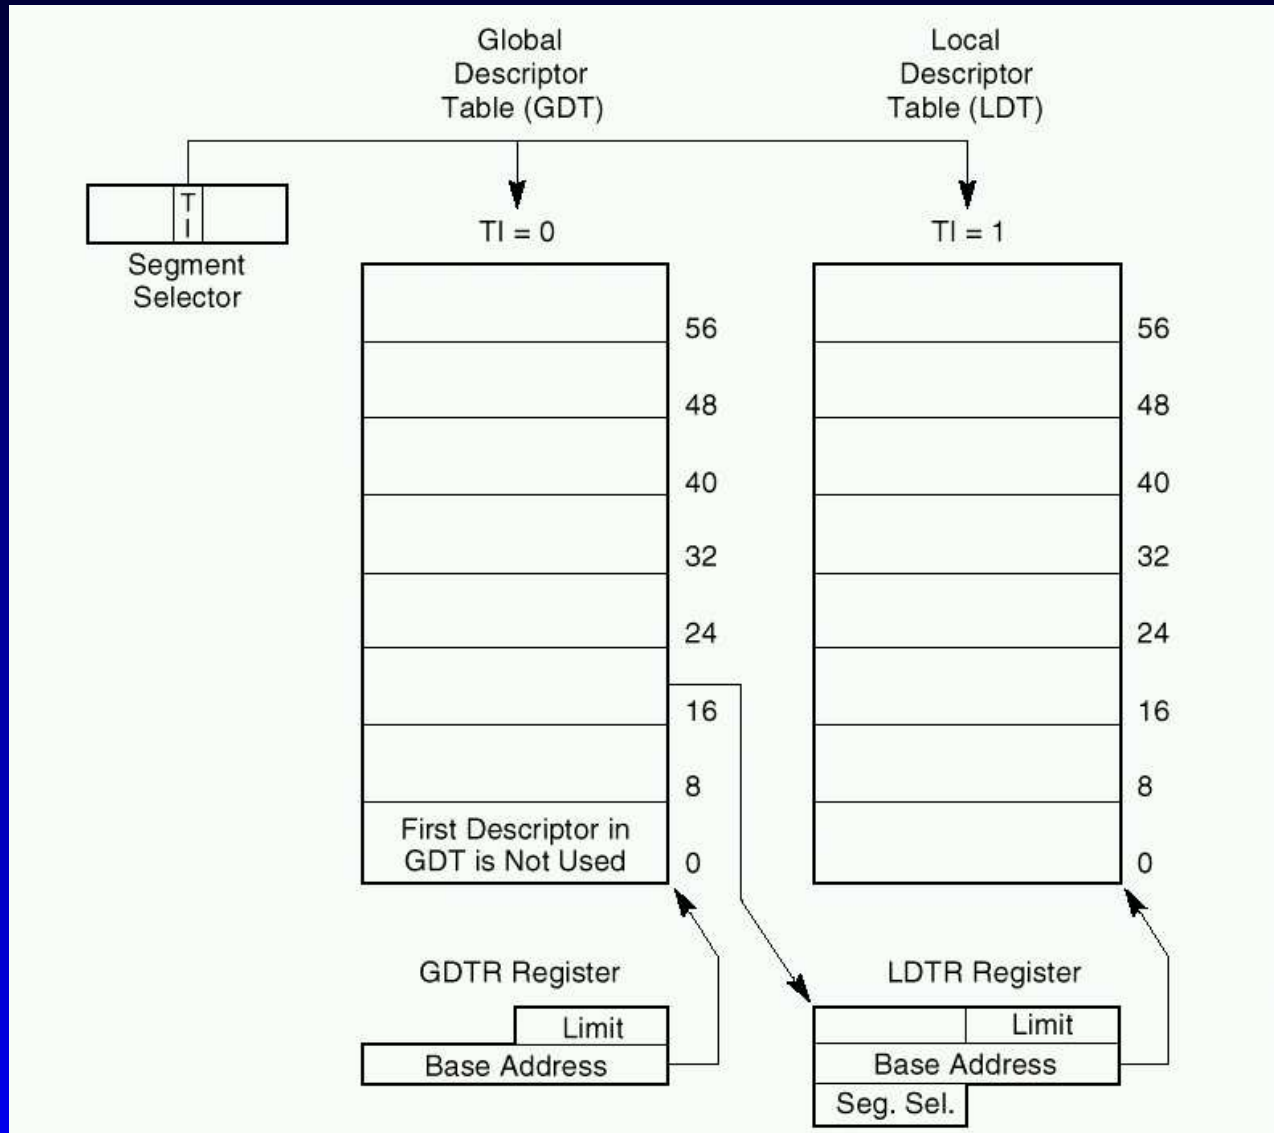 Global
Descriptor
Table (GDT)
Local
Descriptor
Table (LDT)
T
I
Segment
Selector
TI = 0
TI = 1
56
48
40
32
24
16
8
First Descriptor in
GDT is Not Used
0
56
48
40
32
24
16
8
0
GDTR Register
Limit
Base Address
LDTR Register
Limit
Base Address
Seg. Sel.